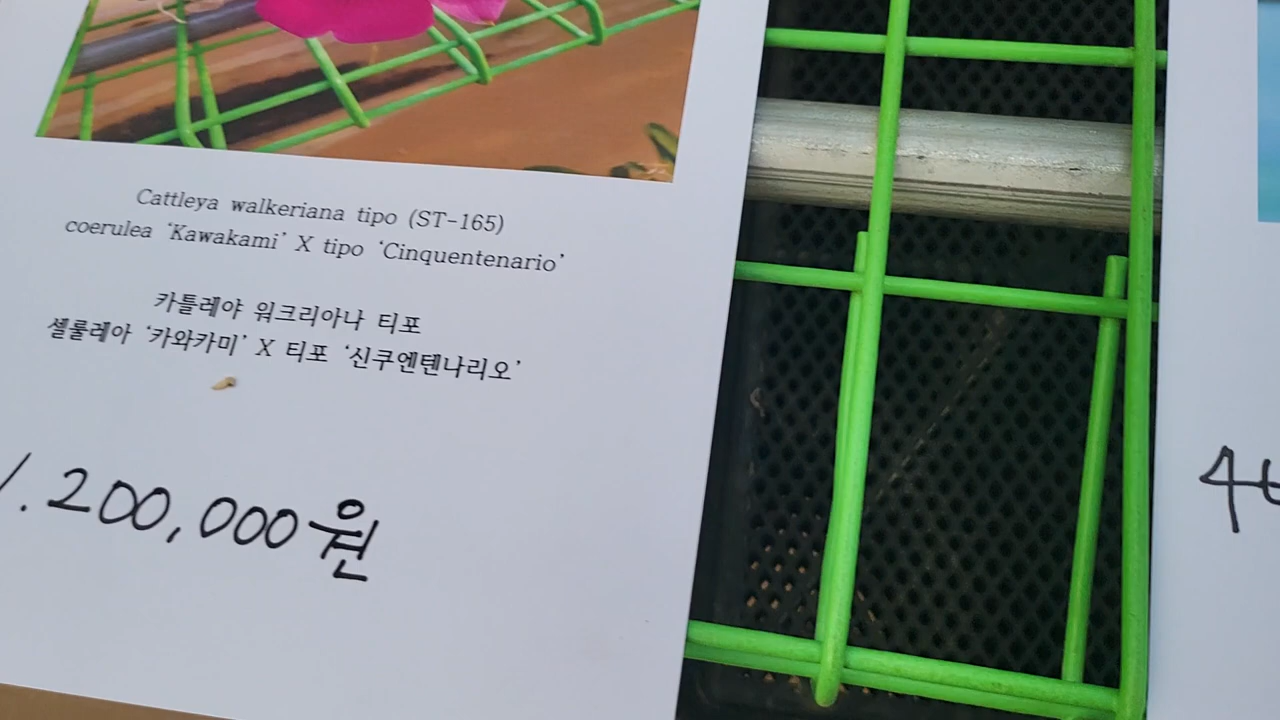 Cattleya walkeriana tipo (ST-165)
coerulea ‘Kawakami’ X tipo ‘Cinquentenario’
카틀레야 워크리아나 티포
셀룰레아 ‘카와카미’ X 티포 ‘신쿠엔텐나리오’
1.200,000원